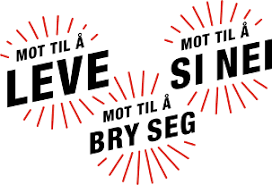 MOT TIL Å
LEVE
MOT TIL Å
SI NEI
MOT TIL Å
BRY SEG